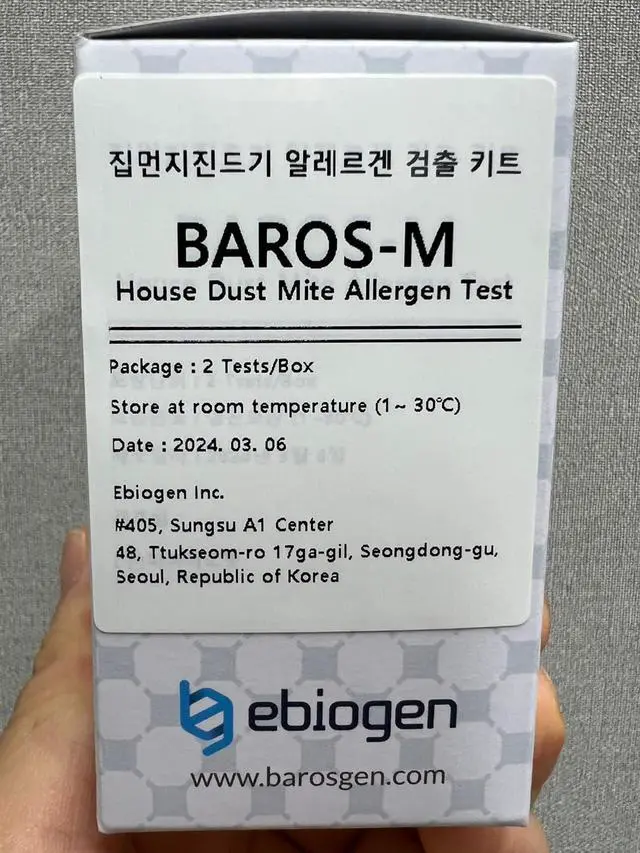 집먼지진드기 알레르겐 검출 키트
BAROS-M
House Dust Mite Allergen Test
Package : 2 Tests/Box
Store at room temperature (1~ 30℃)
Date : 2024. 03. 06
Ebiogen Inc.
#405, Sungsu A1 Center
48, Ttukseom-ro 17ga-gil, Seongdong-gu,
Seoul, Republic of Korea
ebiogen
www.barosgen.com